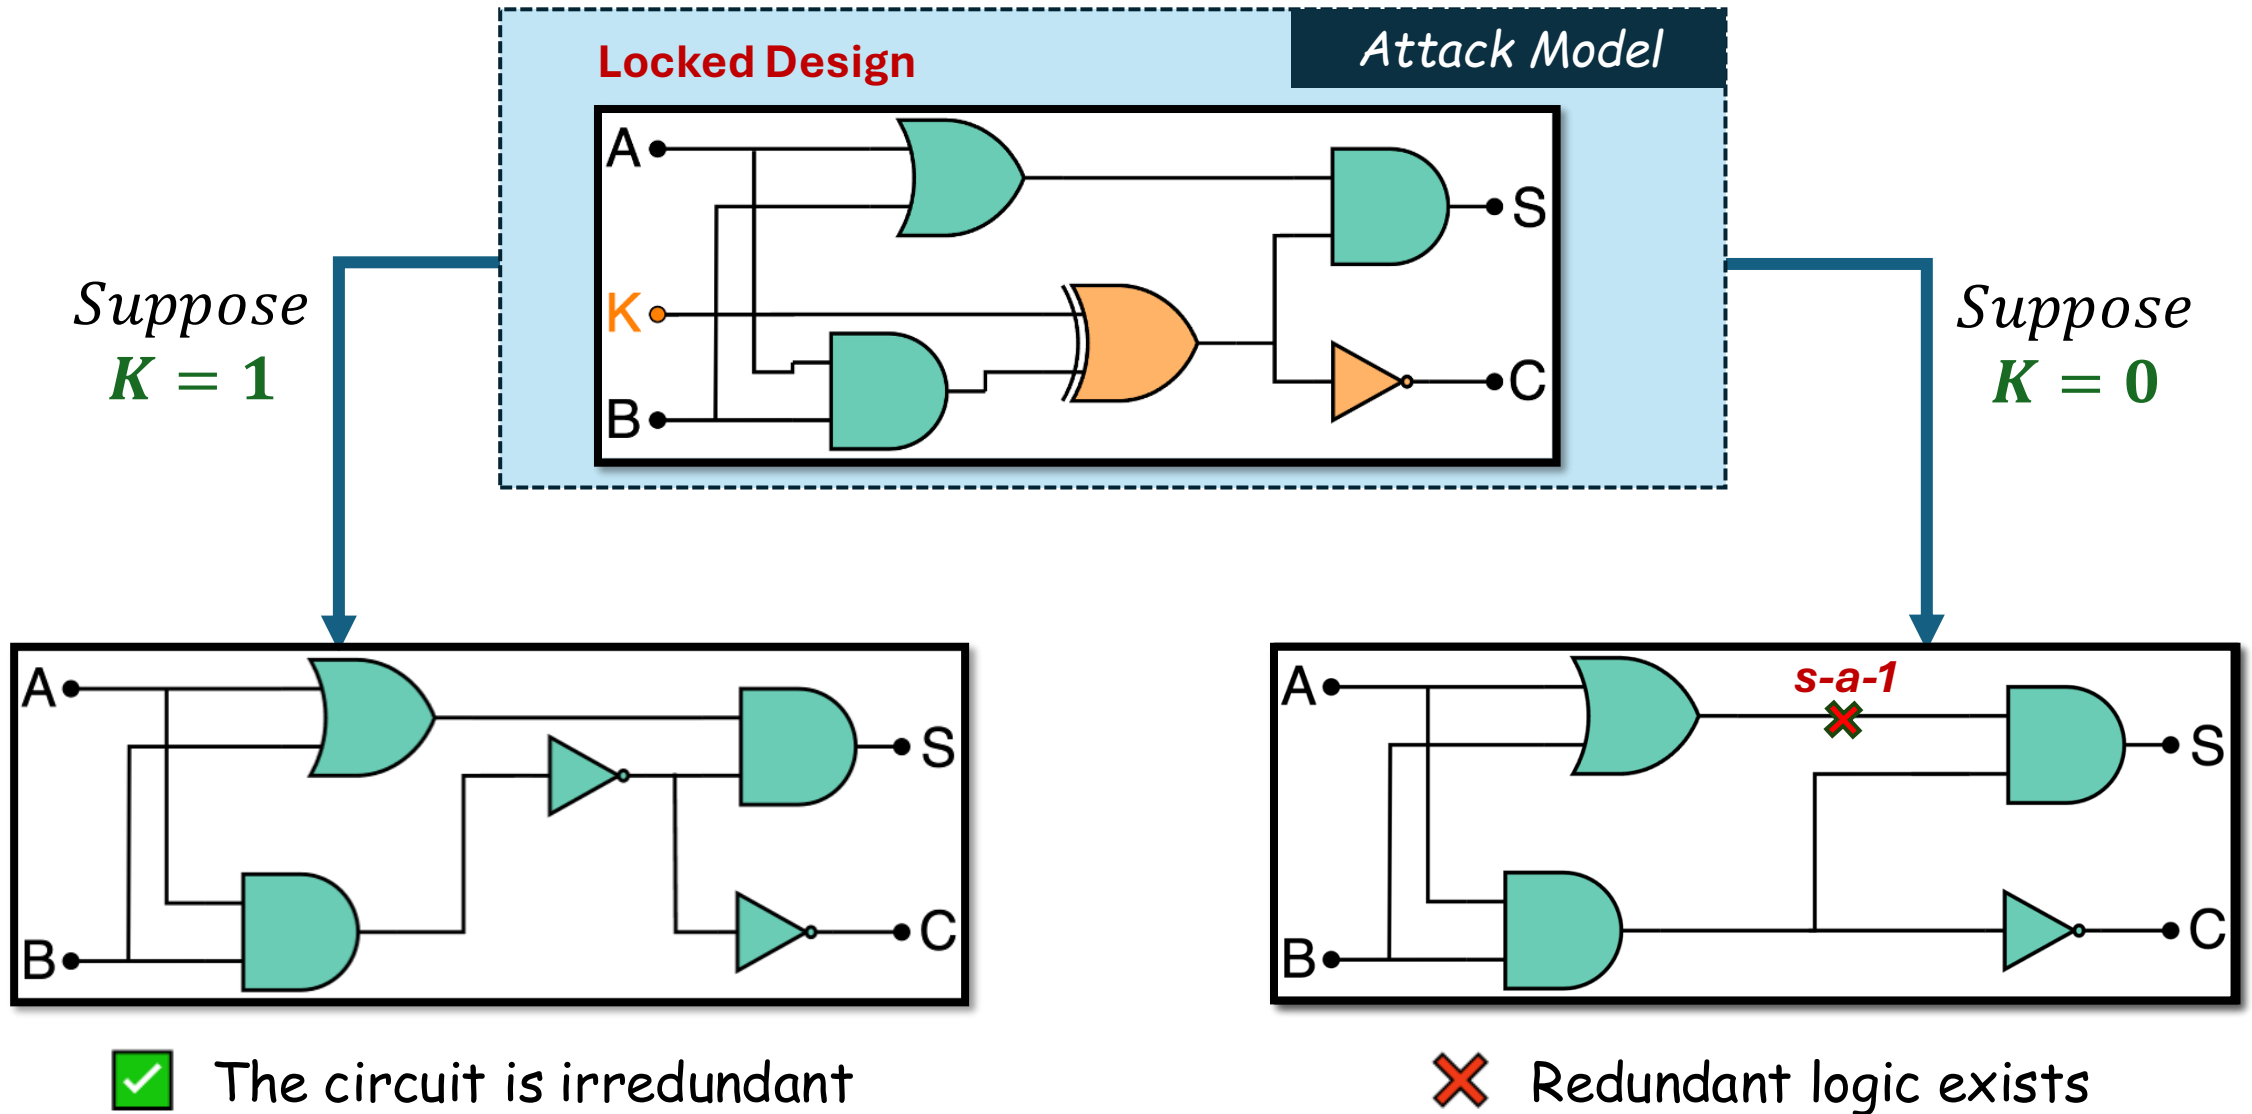 Attack Model
Locked Design
A
S
K
B
C
Suppose
K = 1
Suppose
K = 0
A
S
B
C
s-a-1
A
S
B
C
The circuit is irredundant
Redundant logic exists